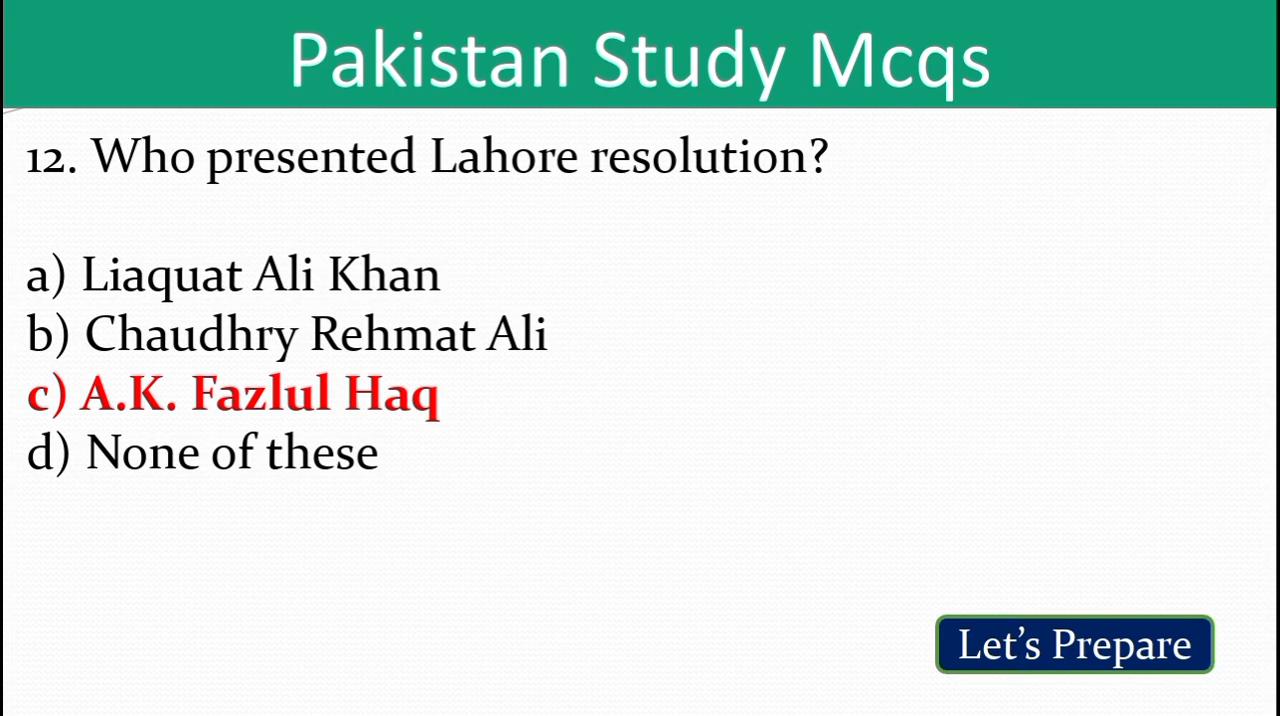 Pakistan Study Mcqs
12. Who presented Lahore resolution?
a) Liaquat Ali Khan
b) Chaudhry Rehmat Ali
c) A.K. Fazlul Haq
d) None of these
Let’s Prepare